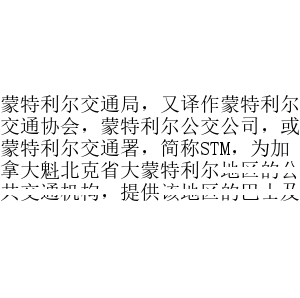 蒙特利尔交通局，又译作蒙特利尔
交通协会，蒙特利尔公交公司，或
蒙特利尔交通署，简称STM，为加
拿大魁北克省大蒙特利尔地区的公
共交通机构，提供该地区的巴士及